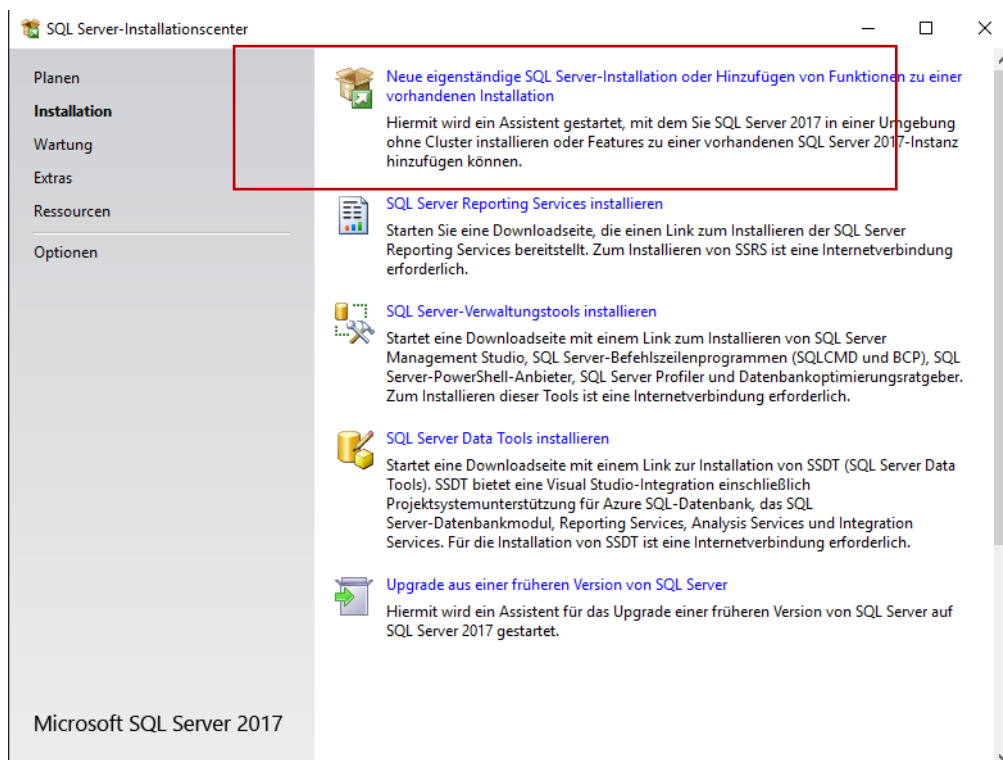 SQL Server-Installationscenter
Planen
Installation
Wartung
Extras
Ressourcen
Optionen
Microsoft SQL Server 2017
Neue eigenständige SQL Server-Installation oder Hinzufügen von Funktionen zu einer
vorhandenen Installation
Hiermit wird ein Assistent gestartet, mit dem Sie SQL Server 2017 in einer Umgebung
ohne Cluster installieren oder Features zu einer vorhandenen SQL Server 2017-Instanz
hinzufügen können.
SQL Server Reporting Services installieren
Starten Sie eine Downloadseite, die einen Link zum Installieren der SQL Server
Reporting Services bereitstellt. Zum Installieren von SSRS ist eine Internetverbindung
erforderlich.
SQL Server-Verwaltungstools installieren
Startet eine Downloadseite mit einem Link zum Installieren von SQL Server
Management Studio, SQL Server-Befehlszeilenprogrammen (SQLCMD und BCP), SQL
Server-PowerShell-Anbieter, SQL Server Profiler und Datenbankoptimierungsratgeber.
Zum Installieren dieser Tools ist eine Internetverbindung erforderlich.
SQL Server Data Tools installieren
Startet eine Downloadseite mit einem Link zur Installation von SSDT (SQL Server Data
Tools). SSDT bietet eine Visual Studio-Integration einschließlich
Projektsystemunterstützung für Azure SQL-Datenbank, das SQL
Server-Datenbankmodul, Reporting Services, Analysis Services und Integration
Services. Für die Installation von SSDT ist eine Internetverbindung erforderlich.
Upgrade aus einer früheren Version von SQL Server
Hiermit wird ein Assistent für das Upgrade einer früheren Version von SQL Server auf
SQL Server 2017 gestartet.